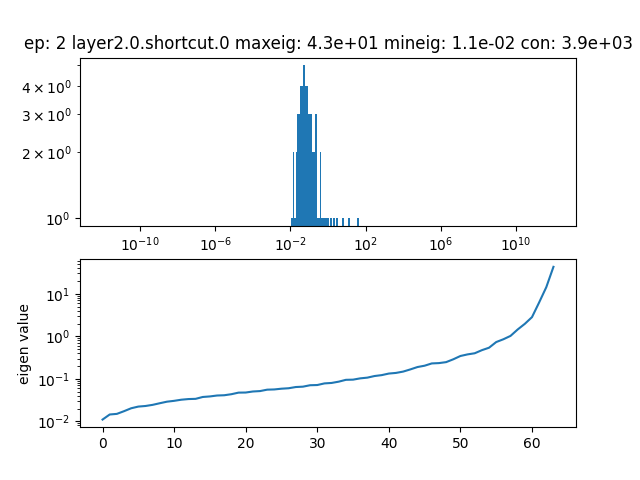 ep: 2 layer2.0.shortcut.0 maxeig: 4.3e+01 mineig: 1.1e-02 con: 3.9e+03
4 × 10⁰
3 × 10⁰
2 × 10⁰
10⁰
10⁻¹⁰ 10⁻⁶ 10⁻² 10² 10⁶ 10¹⁰
eigen value
10¹
10⁰
10⁻¹
10⁻²
0 10 20 30 40 50 60